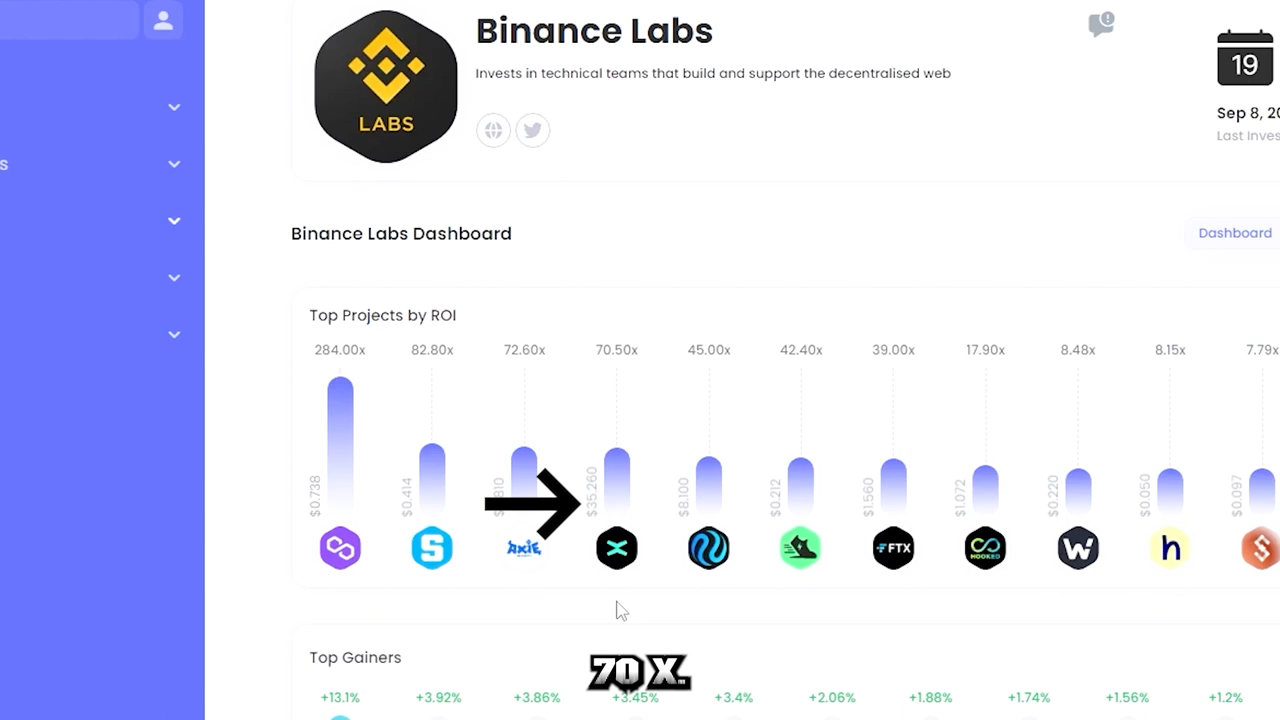 Binance Labs
19
Invests in technical teams that build and support the decentralised web
LABS
Sep 8, 20
Last Inves
s
Binance Labs Dashboard
Dashboard
Top Projects by ROI
284.00x 82.80x 72.60x 70.50x 45.00x 42.40x 39.00x 17.90x 8.48x 8.15x 7.79x
$0.738 $0.414 $35.260 $8.100 $0.212 $1.560 $1.072 $0.220 $0.050 $0.097
S AXIE FTX HOOKED W h
Top Gainers
70 X.
+13.1% +3.92% +3.86% +3.45% +3.4% +2.06% +1.88% +1.74% +1.56% +1.2%